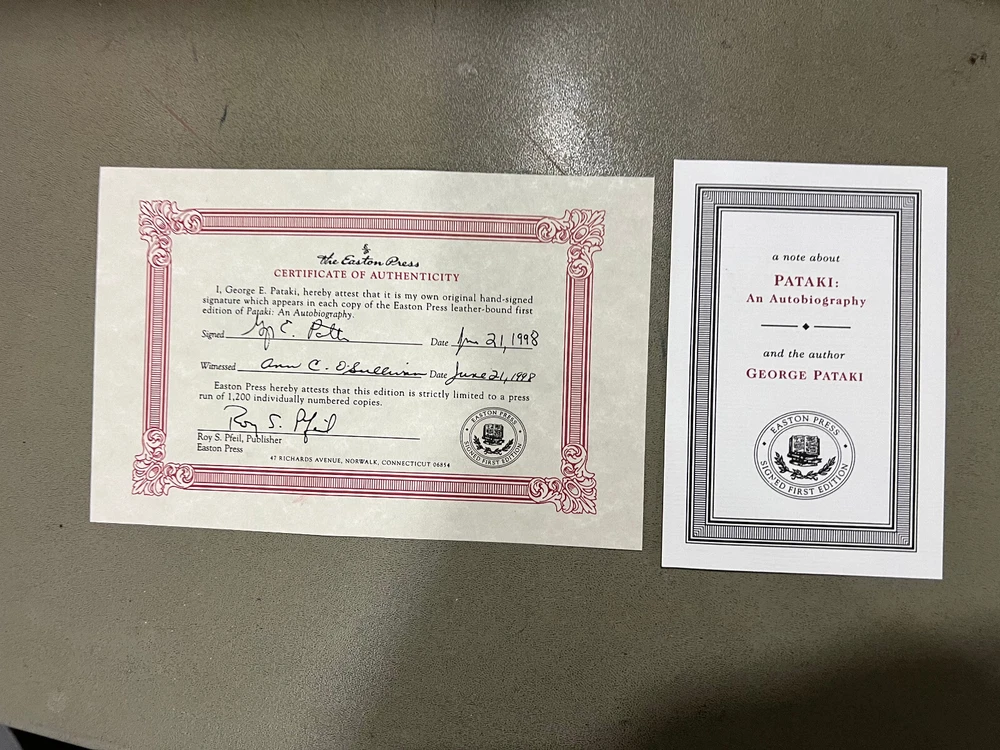 the Easton Press
CERTIFICATE OF AUTHENTICITY
I, George E. Pataki, hereby attest that it is my own original hand-signed
signature which appears in each copy of the Easton Press leather-bound first
edition of Pataki: An Autobiography.
Signed Date June 21, 1998
Witnessed Ann C. O'Sullivan Date June 21, 1998
Easton Press hereby attests that this edition is strictly limited to a press
run of 1,200 individually numbered copies.
Roy S. Pfeil
Roy S. Pfeil, Publisher
Easton Press
EASTON PRESS
SIGNED FIRST EDITION
47 RICHARDS AVENUE, NORWALK, CONNECTICUT 06854
a note about
PATAKI:
An Autobiography
and the author
GEORGE PATAKI
EASTON PRESS
SIGNED FIRST EDITION